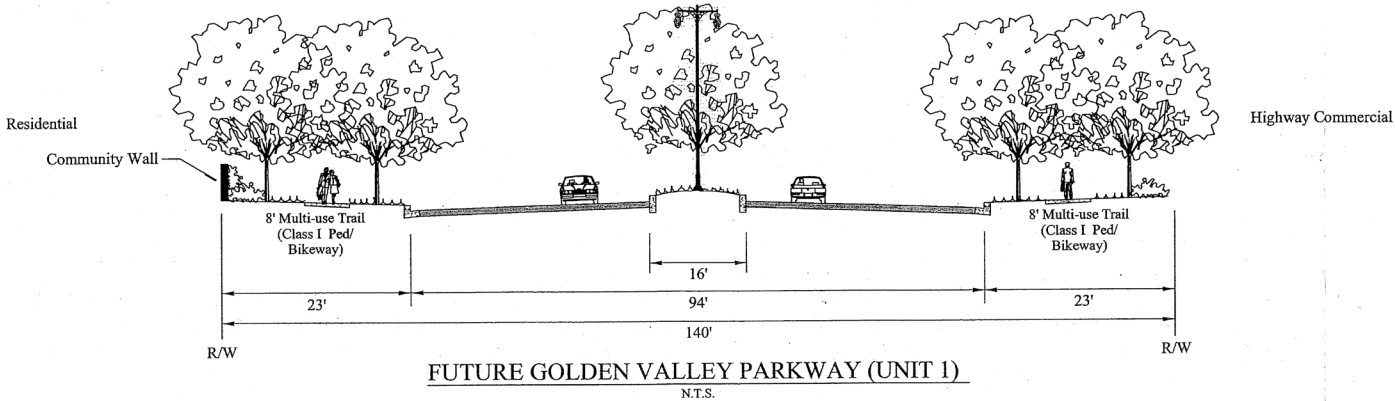 Residential
Highway Commercial
Community Wall
8' Multi-use Trail
(Class I Ped/
Bikeway)
8' Multi-use Trail
(Class I Ped/
Bikeway)
16'
23'
94'
23'
140'
R/W
R/W
FUTURE GOLDEN VALLEY PARKWAY (UNIT 1)
N.T.S.